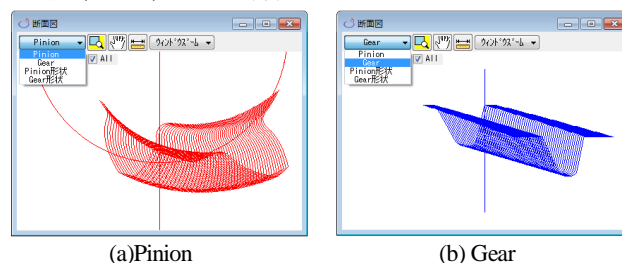 断面図
断面図
Pinion
ウィンドウズーム
Gear
ウィンドウズーム
Pinion
Gear
Pinion形状
Gear形状
All
Pinion
Gear
Pinion形状
Gear形状
All
(a)Pinion
(b) Gear